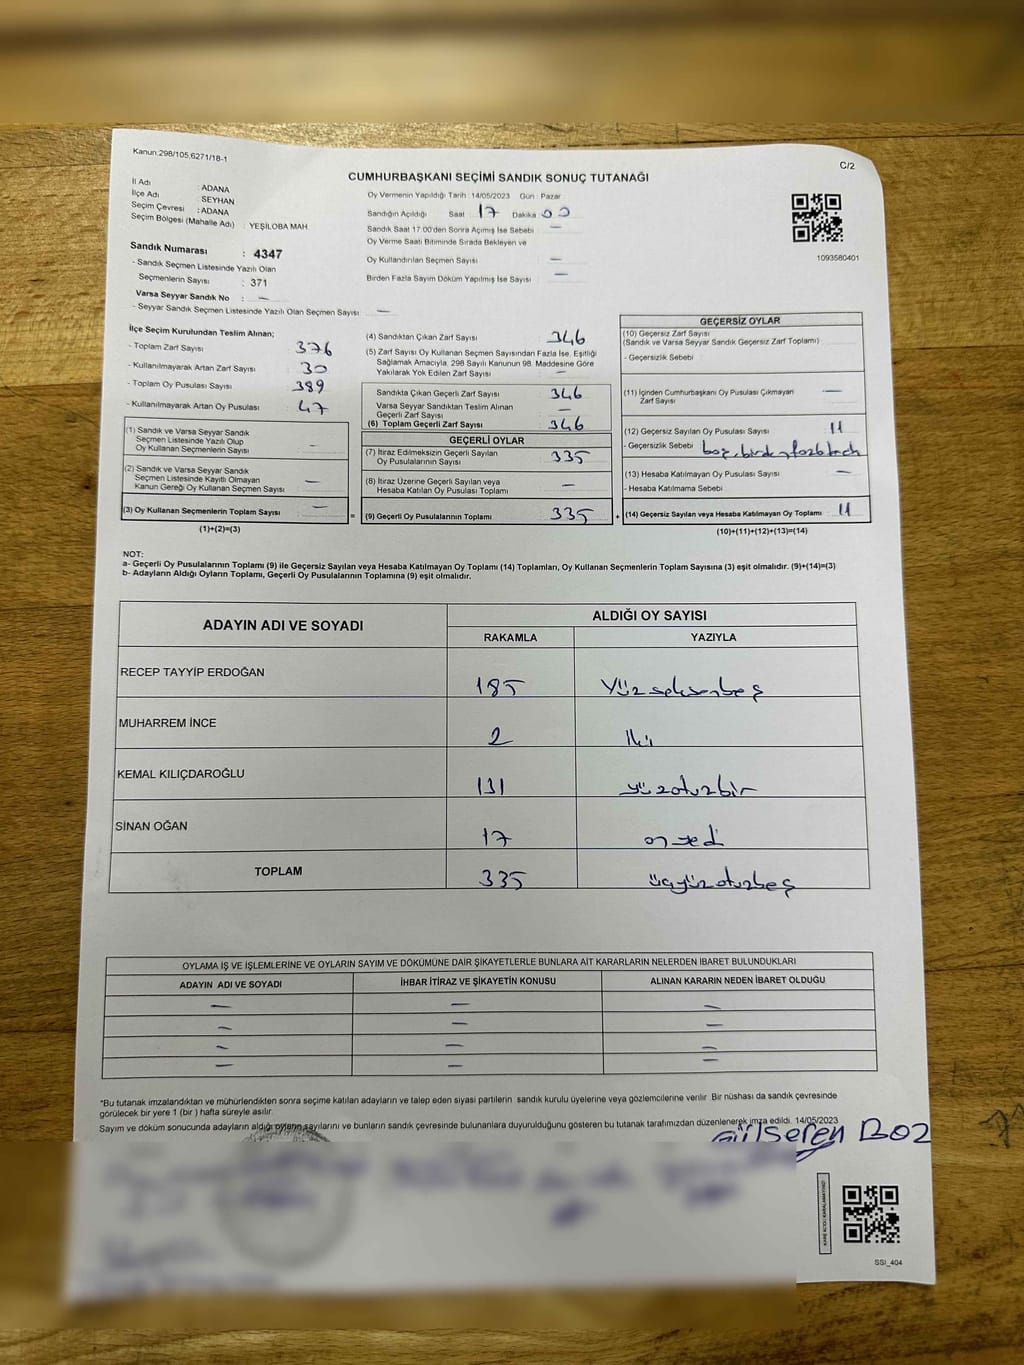 Kanun:298/105,6271/18-1
C/2
CUMHURBAŞKANI SEÇİMİ SANDIK SONUÇ TUTANAĞI
İl Adı : ADANA
İlçe Adı : SEYHAN
Seçim Çevresi : ADANA
Seçim Bölgesi (Mahalle Adı) : YEŞİLOBA MAH
Oy Vermenin Yapıldığı Tarih :14/05/2023 Gün : Pazar
Sandığın Açıldığı Saat 17 Dakika 00
Sandık Saat 17.00'den Sonra Açımış İse Sebebi : —
Oy Verme Saati Bitiminde Sırada Bekleyen ve
Oy Kullandırılan Seçmen Sayısı : —
Birden Fazla Sayım Döküm Yapılmış İse Sayısı : —
1093580401
Sandık Numarası : 4347
- Sandık Seçmen Listesinde Yazılı Olan
Seçmenlerin Sayısı : 371
Varsa Seyyar Sandık No : —
- Seyyar Sandık Seçmen Listesinde Yazılı Olan Seçmen Sayısı : —
İlçe Seçim Kurulundan Teslim Alınan;
- Toplam Zarf Sayısı 376
- Kullanılmayarak Artan Zarf Sayısı 30
- Toplam Oy Pusulası Sayısı 389
- Kullanılmayarak Artan Oy Pusulası 47
(1) Sandık ve Varsa Seyyar Sandık
Seçmen Listesinde Yazılı Olup
Oy Kullanan Seçmenlerin Sayısı —
(2) Sandık ve Varsa Seyyar Sandık
Seçmen Listesinde Kayıtlı Olmayan
Kanun Gereği Oy Kullanan Seçmen Sayısı —
(3) Oy Kullanan Seçmenlerin Toplam Sayısı —
(1)+(2)=(3)
(4) Sandıktan Çıkan Zarf Sayısı 346
(5) Zarf Sayısı Oy Kullanan Seçmen Sayısından Fazla İse, Eşitliği
Sağlamak Amacıyla, 298 Sayılı Kanunun 98. Maddesine Göre
Yakılarak Yok Edilen Zarf Sayısı —
Sandıkta Çıkan Geçerli Zarf Sayısı 346
Varsa Seyyar Sandıktan Teslim Alınan
Geçerli Zarf Sayısı —
(6) Toplam Geçerli Zarf Sayısı 346
GEÇERLİ OYLAR
(7) İtiraz Edilmeksizin Geçerli Sayılan
Oy Pusulalarının Sayısı 335
(8) İtiraz Üzerine Geçerli Sayılan veya
Hesaba Katılan Oy Pusulası Toplamı —
= (9) Geçerli Oy Pusulalarının Toplamı 335 +
GEÇERSİZ OYLAR
(10) Geçersiz Zarf Sayısı
(Sandık ve Varsa Seyyar Sandık Geçersiz Zarf Toplamı)
- Geçersizlik Sebebi :
(11) İçinden Cumhurbaşkanı Oy Pusulası Çıkmayan
Zarf Sayısı —
(12) Geçersiz Sayılan Oy Pusulası Sayısı 11
- Geçersizlik Sebebi
(13) Hesaba Katılmayan Oy Pusulası Sayısı —
- Hesaba Katılmama Sebebi
(14) Geçersiz Sayılan veya Hesaba Katılmayan Oy Toplamı 11
(10)+(11)+(12)+(13)=(14)
NOT:
a- Geçerli Oy Pusulalarının Toplamı (9) ile Geçersiz Sayılan veya Hesaba Katılmayan Oy Toplamı (14) Toplamları, Oy Kullanan Seçmenlerin Toplam Sayısına (3) eşit olmalıdır. (9)+(14)=(3)
b- Adayların Aldığı Oyların Toplamı, Geçerli Oy Pusulalarının Toplamına (9) eşit olmalıdır.
ADAYIN ADI VE SOYADI ALDIĞI OY SAYISI
RAKAMLA YAZIYLA
RECEP TAYYİP ERDOĞAN 185 Yüzseksenbeş
MUHARREM İNCE 2 İki
KEMAL KILIÇDAROĞLU 131 yüzotuzbir
SİNAN OĞAN 17 onyedi
TOPLAM 335 üçyüzotuzbeş
OYLAMA İŞ VE İŞLEMLERİNE VE OYLARIN SAYIM VE DÖKÜMÜNE DAİR ŞİKAYETLERLE BUNLARA AİT KARARLARIN NELERDEN İBARET BULUNDUKLARI
ADAYIN ADI VE SOYADI İHBAR İTİRAZ VE ŞİKAYETİN KONUSU ALINAN KARARIN NEDEN İBARET OLDUĞU
— — —
— — —
— — —
— — —
*Bu tutanak imzalandıktan ve mühürlendikten sonra seçime katılan adayların ve talep eden siyasi partilerin sandık kurulu üyelerine veya gözlemcilerine verilir. Bir nüshası da sandık çevresinde
görülecek bir yere 1 (bir) hafta süreyle asılır.
Sayım ve döküm sonucunda adayların aldığı oyların sayılarını ve bunların sandık çevresinde bulunanlara duyurulduğunu gösteren bu tutanak tarafımızdan düzenlenerek imza edildi. 14/05/2023
Gülseren BOZ
SSI_404